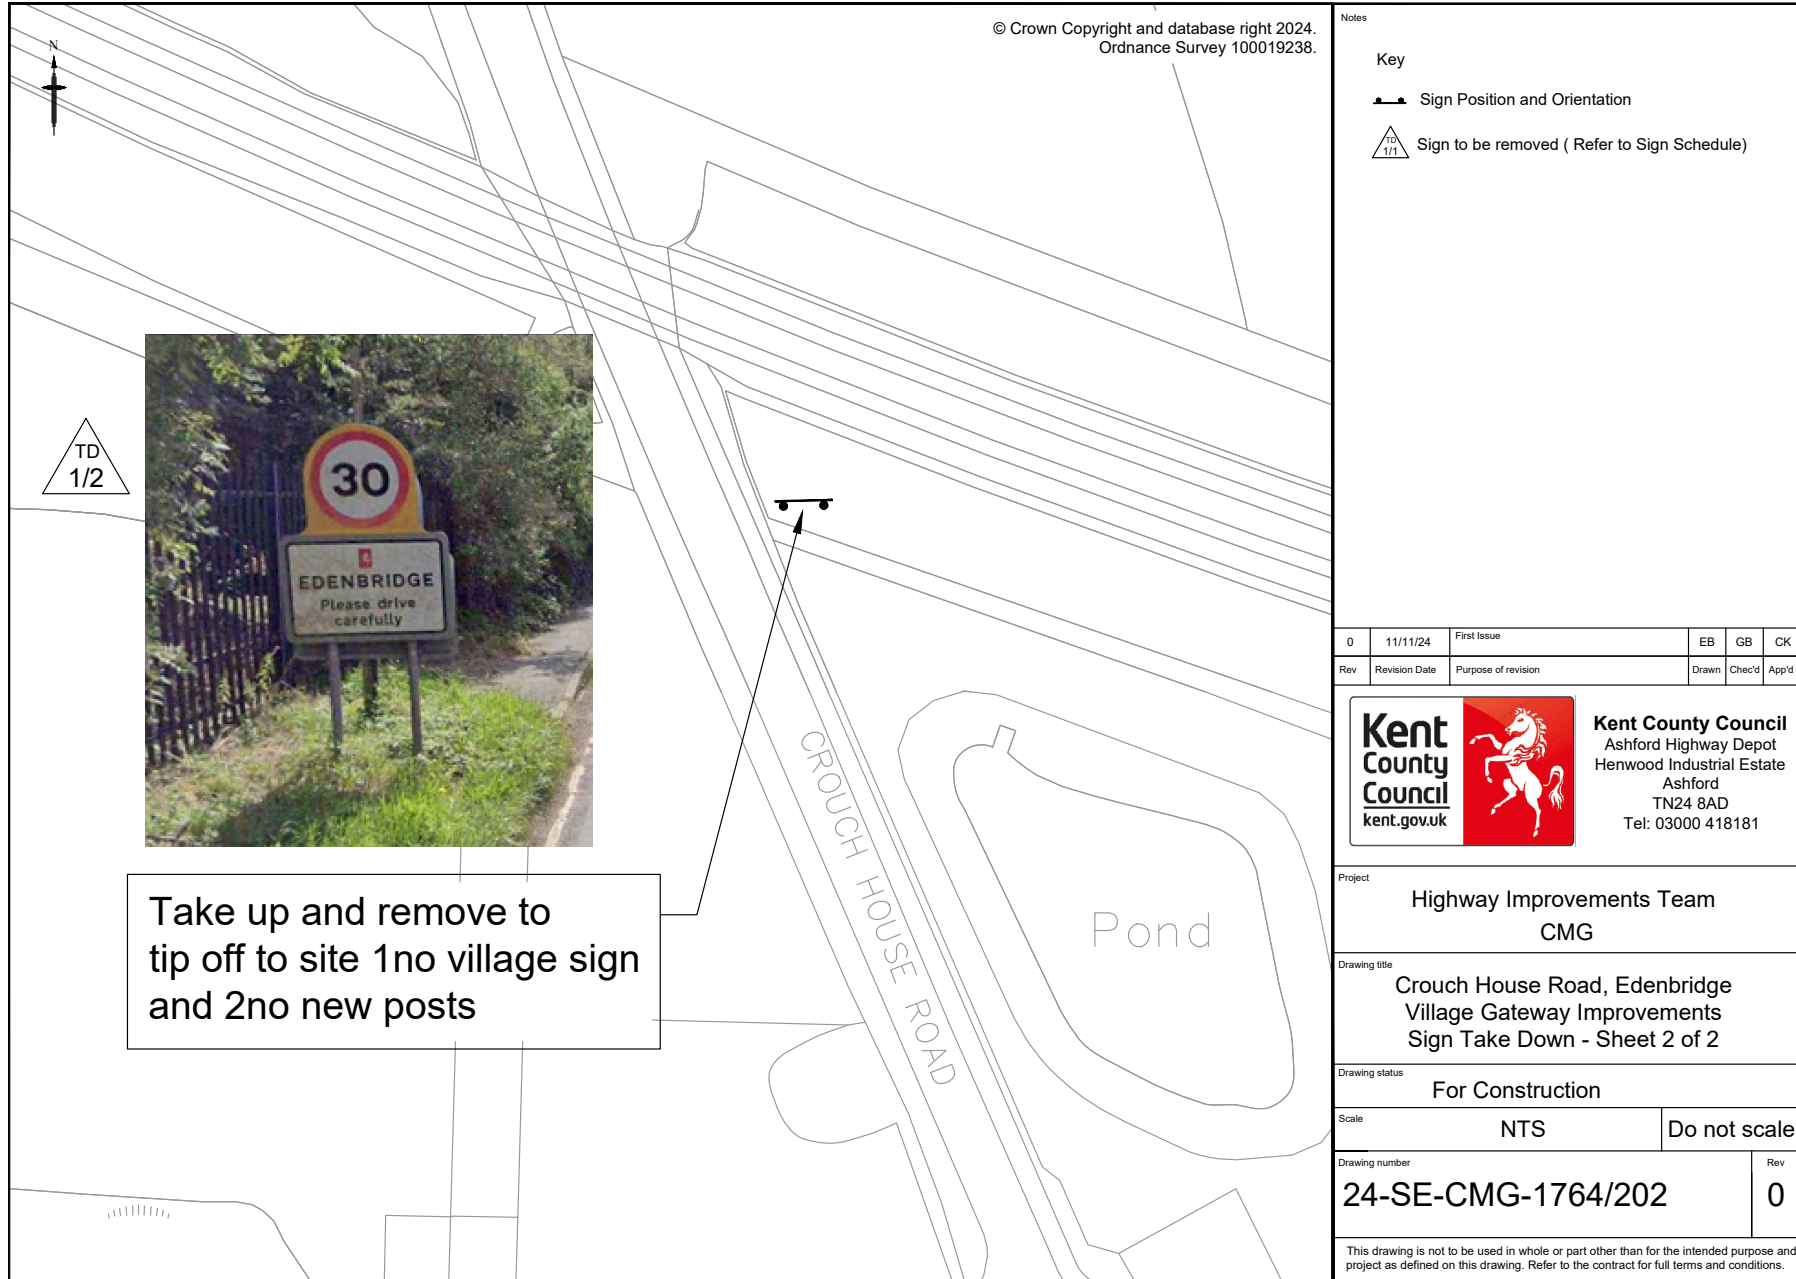 © Crown Copyright and database right 2024.
Ordnance Survey 100019238.
N
TD
1/2
30
EDENBRIDGE
Please drive
carefully
Take up and remove to
tip off to site 1no village sign
and 2no new posts
CROUCH HOUSE ROAD
Pond
Notes
Key
Sign Position and Orientation
TD
1/1
Sign to be removed ( Refer to Sign Schedule)
0 11/11/24 First Issue EB GB CK
Rev Revision Date Purpose of revision Drawn Chec'd App'd
Kent
County
Council
kent.gov.uk
Kent County Council
Ashford Highway Depot
Henwood Industrial Estate
Ashford
TN24 8AD
Tel: 03000 418181
Project
Highway Improvements Team
CMG
Drawing title
Crouch House Road, Edenbridge
Village Gateway Improvements
Sign Take Down - Sheet 2 of 2
Drawing status
For Construction
Scale
NTS
Do not scale
Drawing number
24-SE-CMG-1764/202
Rev
0
This drawing is not to be used in whole or part other than for the intended purpose and
project as defined on this drawing. Refer to the contract for full terms and conditions.